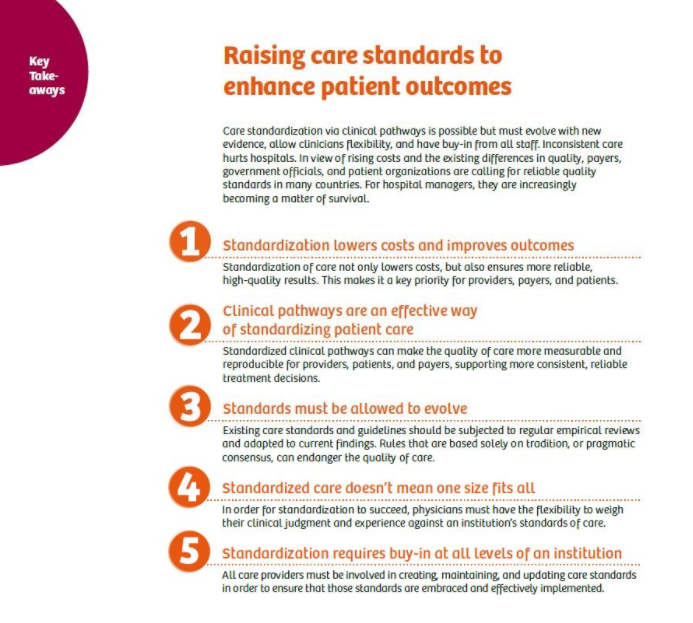 Key
Take-
aways
Raising care standards to
enhance patient outcomes
Care standardization via clinical pathways is possible but must evolve with new
evidence, allow clinicians flexibility, and have buy-in from all staff. Inconsistent care
hurts hospitals. In view of rising costs and the existing differences in quality, payers,
government officials, and patient organizations are calling for reliable quality
standards in many countries. For hospital managers, they are increasingly
becoming a matter of survival.
1
Standardization lowers costs and improves outcomes
Standardization of care not only lowers costs, but also ensures more reliable,
high-quality results. This makes it a key priority for providers, payers, and patients.
2
Clinical pathways are an effective way
of standardizing patient care
Standardized clinical pathways can make the quality of care more measurable and
reproducible for providers, patients, and payers, supporting more consistent, reliable
treatment decisions.
3
Standards must be allowed to evolve
Existing care standards and guidelines should be subjected to regular empirical reviews
and adapted to current findings. Rules that are based solely on tradition, or pragmatic
consensus, can endanger the quality of care.
4
Standardized care doesn't mean one size fits all
In order for standardization to succeed, physicians must have the flexibility to weigh
their clinical judgment and experience against an institution's standards of care.
5
Standardization requires buy-in at all levels of an institution
All care providers must be involved in creating, maintaining, and updating care standards
in order to ensure that those standards are embraced and effectively implemented.